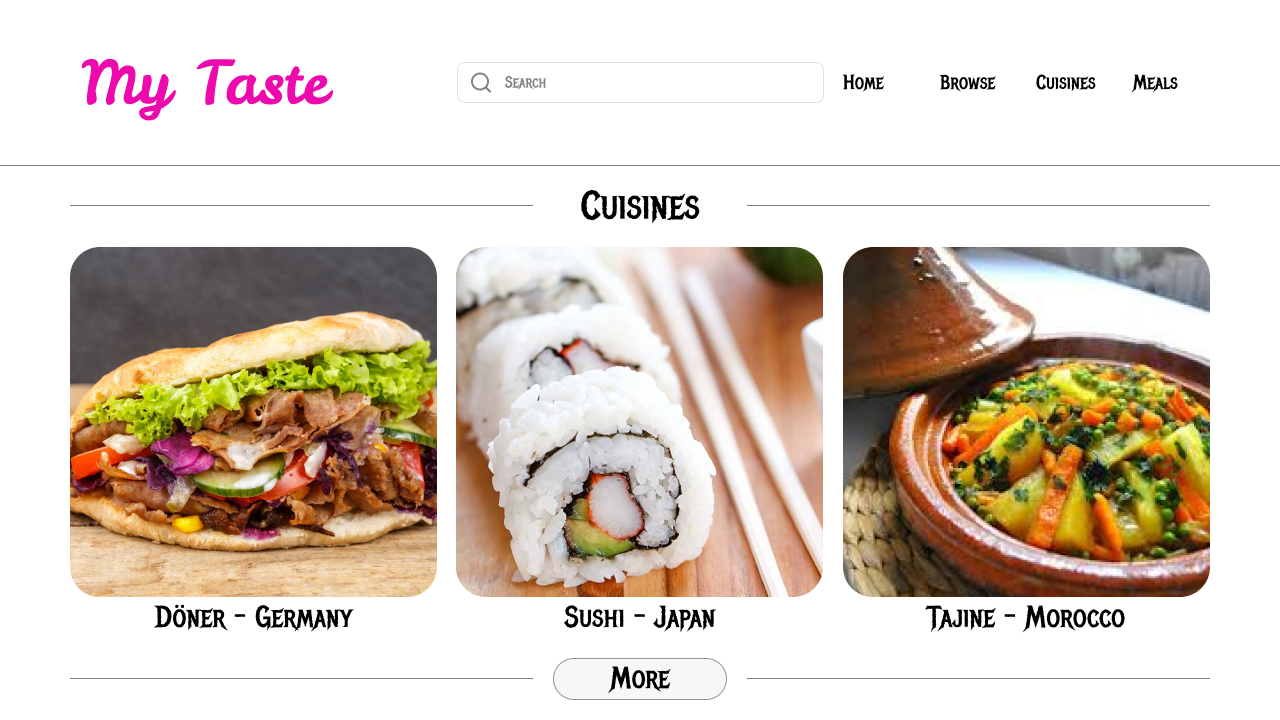 My Taste
Search
Home Browse Cuisines Meals
Cuisines
Döner - Germany
Sushi - Japan
Tajine - Morocco
More